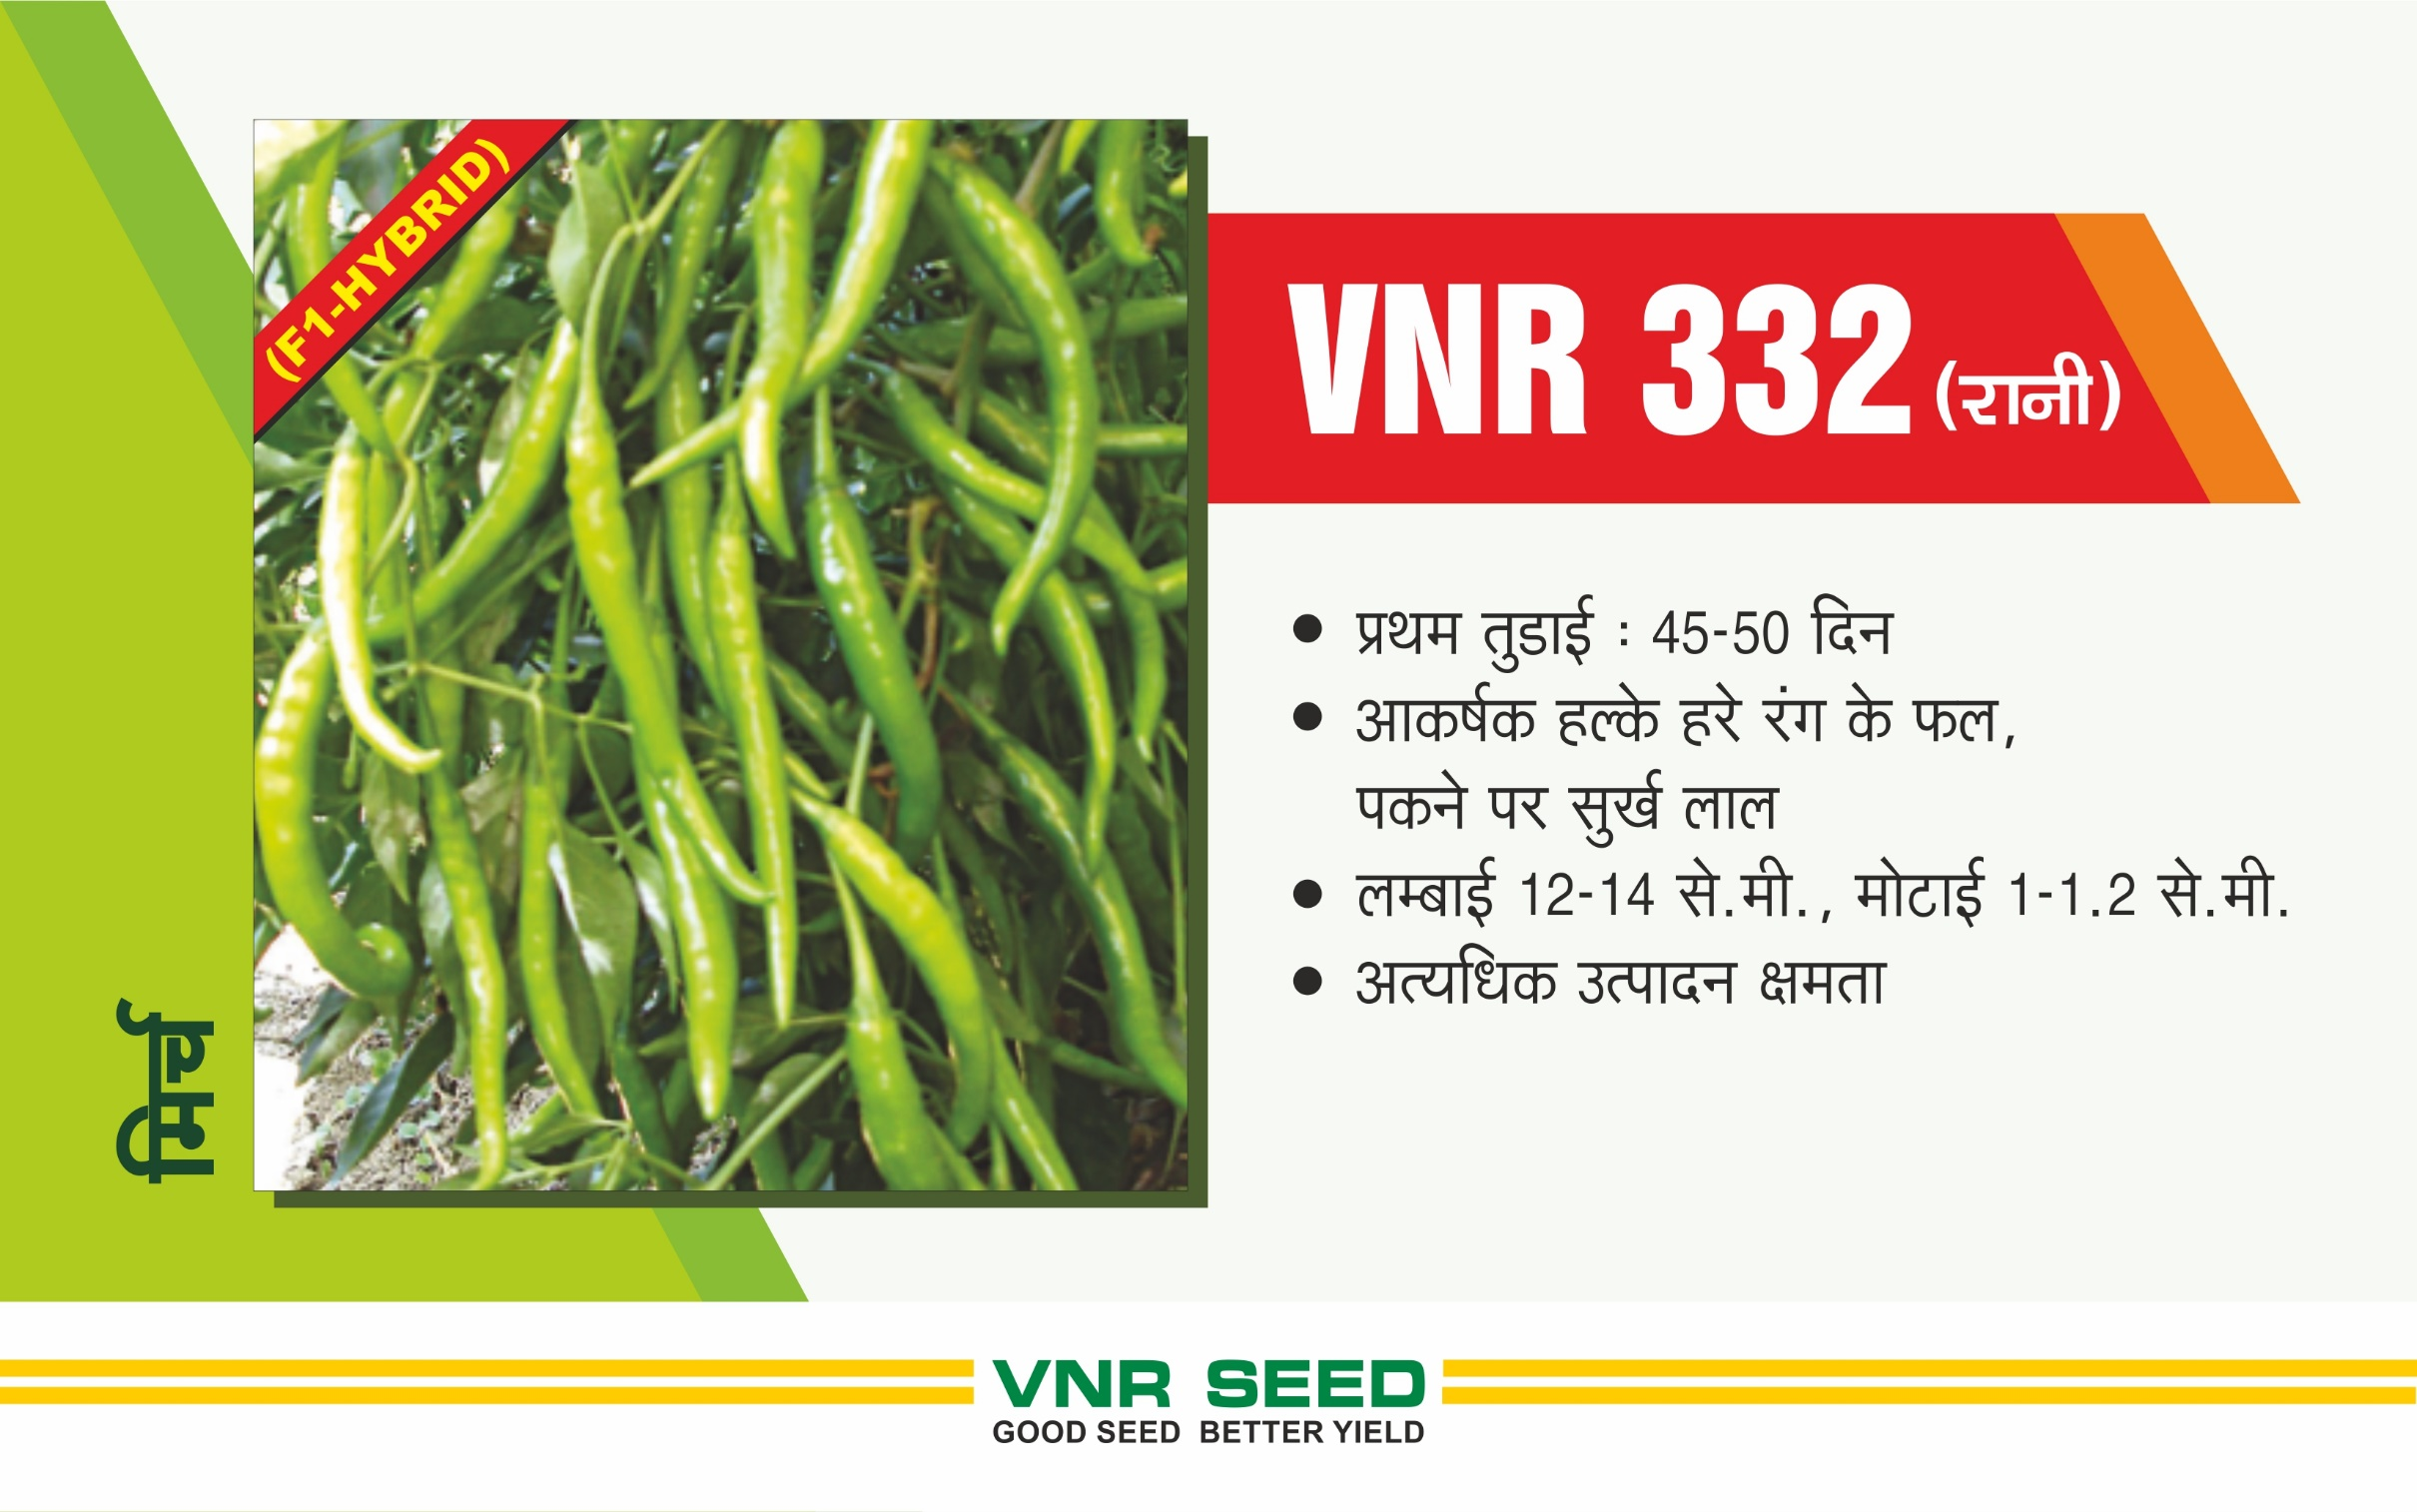 (F1-HYBRID)
VNR 332 (रानी)
● प्रथम तुडाई : 45-50 दिन
● आकर्षक हल्के हरे रंग के फल,
पकने पर सुर्ख लाल
● लम्बाई 12-14 से.मी., मोटाई 1-1.2 से.मी.
● अत्यधिक उत्पादन क्षमता
मिर्च
VNR SEED
GOOD SEED BETTER YIELD